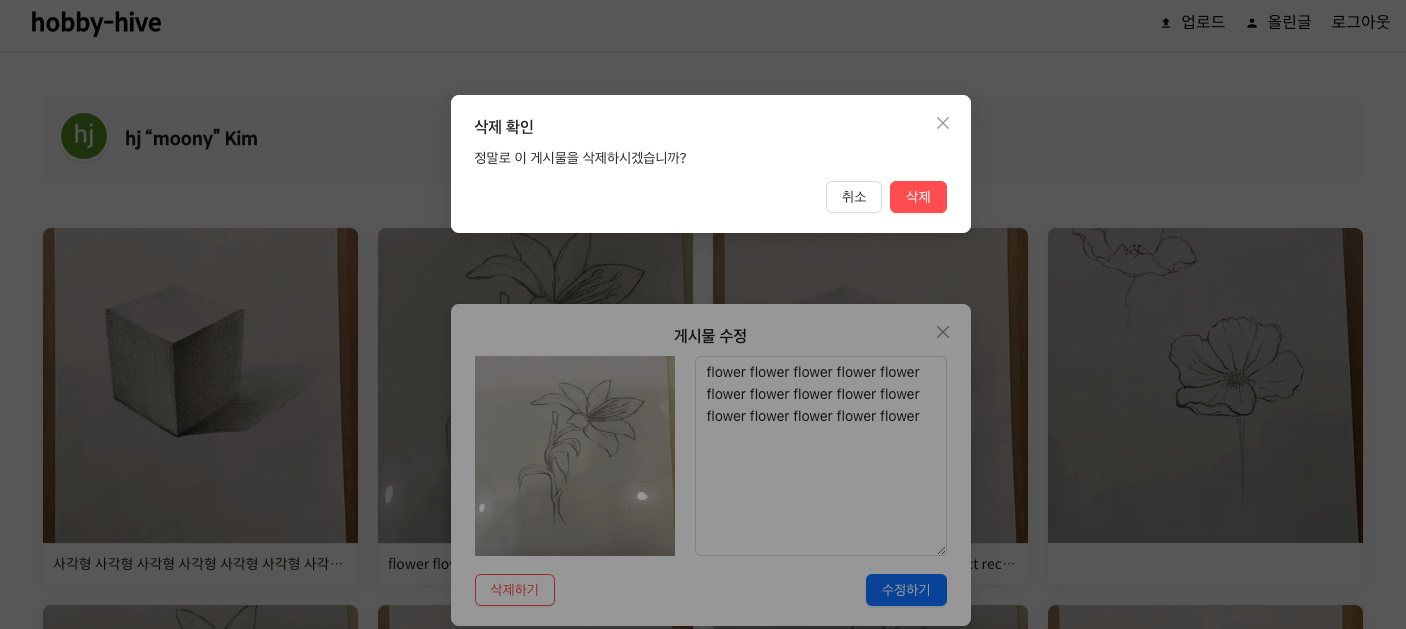 hobby-hive
업로드
올린글
로그아웃
hj
hj “moony” Kim
삭제 확인
정말로 이 게시물을 삭제하시겠습니까?
취소
삭제
게시물 수정
flower flower flower flower flower
flower flower flower flower flower
flower flower flower flower flower
삭제하기
수정하기
사각형 사각형 사각형 사각형 사각형 사각형 사각…
flower
rec…